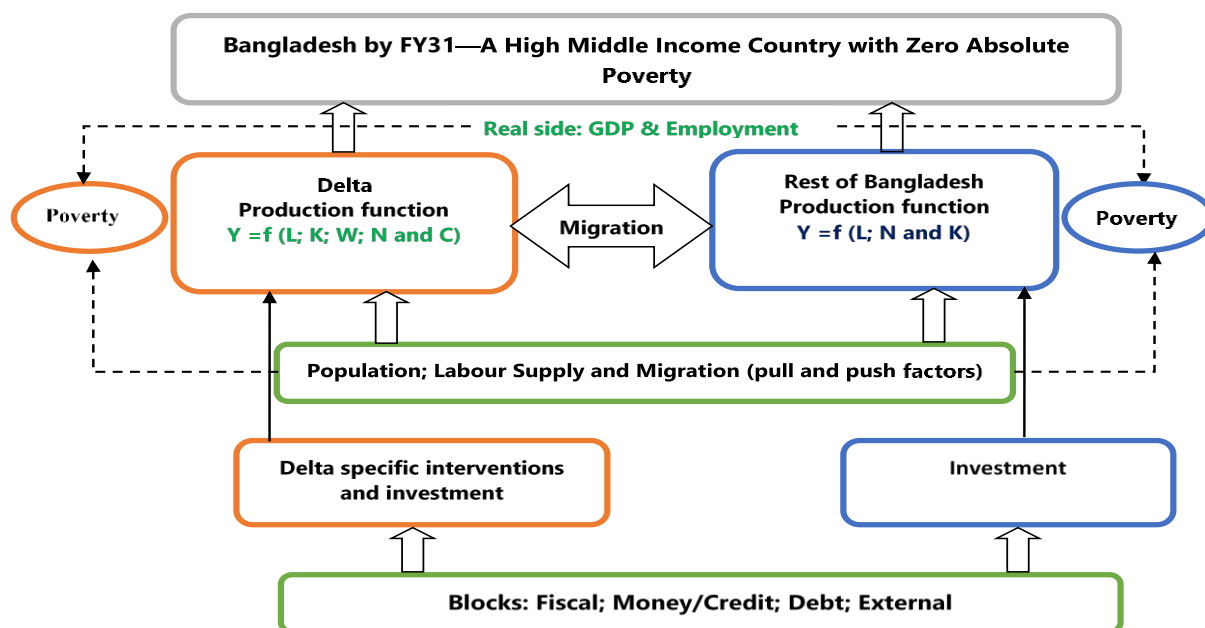 Bangladesh by FY31—A High Middle Income Country with Zero Absolute
Poverty
Real side: GDP & Employment
Poverty
Delta
Production function
Y =f (L; K; W; N and C)
Migration
Rest of Bangladesh
Production function
Y =f (L; N and K)
Poverty
Population; Labour Supply and Migration (pull and push factors)
Delta specific interventions
and investment
Investment
Blocks: Fiscal; Money/Credit; Debt; External